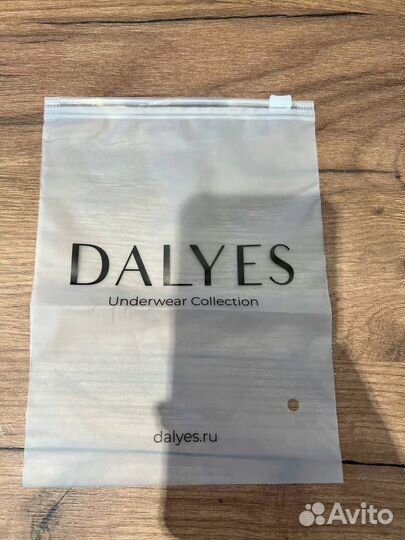 DALYES
Underwear Collection
dalyes.ru
Avito